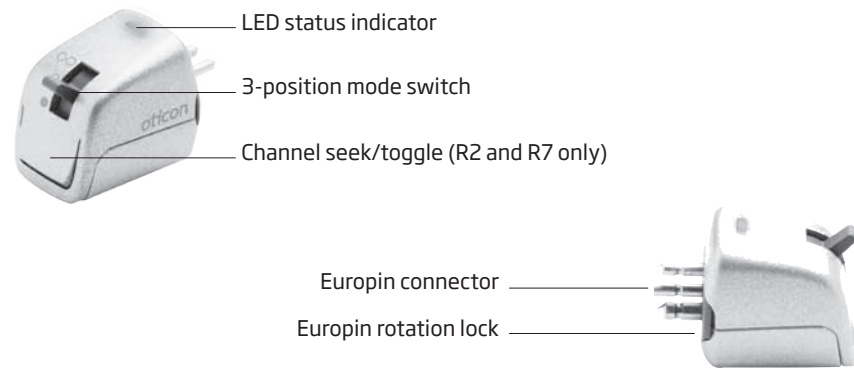 LED status indicator
3-position mode switch
oticon
Channel seek/toggle (R2 and R7 only)
Europin connector
Europin rotation lock